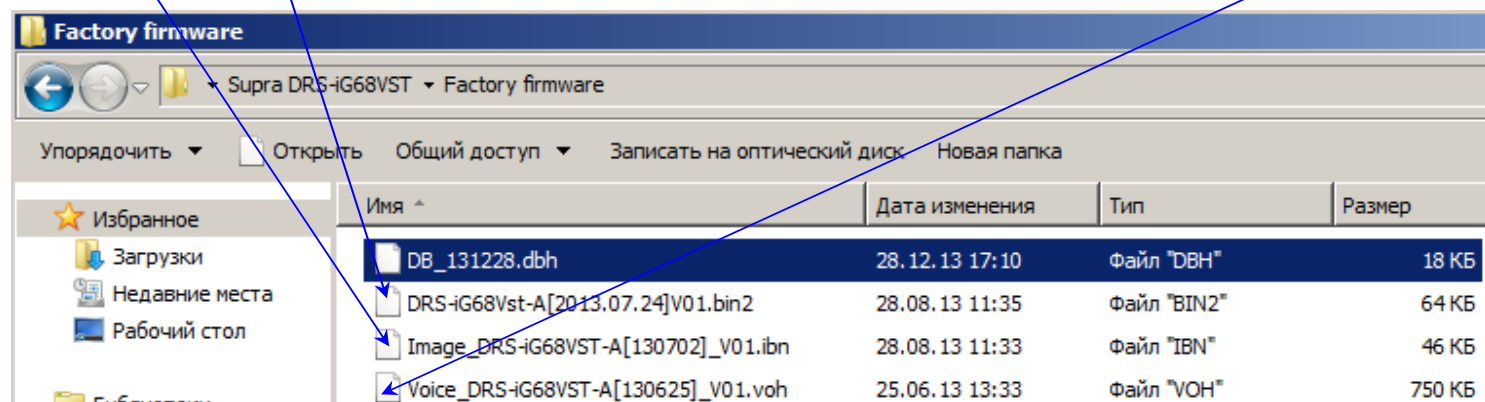 Factory firmware
Supra DRS-iG68VST Factory firmware
Упорядочить Открыть Общий доступ Записать на оптический диск Новая папка
Избранное
Загрузки
Недавние места
Рабочий стол
Имя Дата изменения Тип Размер
DB_131228.dbh 28.12.13 17:10 Файл "DBH" 18 КБ
DRS-iG68Vst-A[2013.07.24]V01.bin2 28.08.13 11:35 Файл "BIN2" 64 КБ
Image_DRS-iG68VST-A[130702]_V01.ibn 28.08.13 11:33 Файл "IBN" 46 КБ
Voice_DRS-iG68VST-A[130625]_V01.voh 25.06.13 13:33 Файл "VOH" 750 КБ